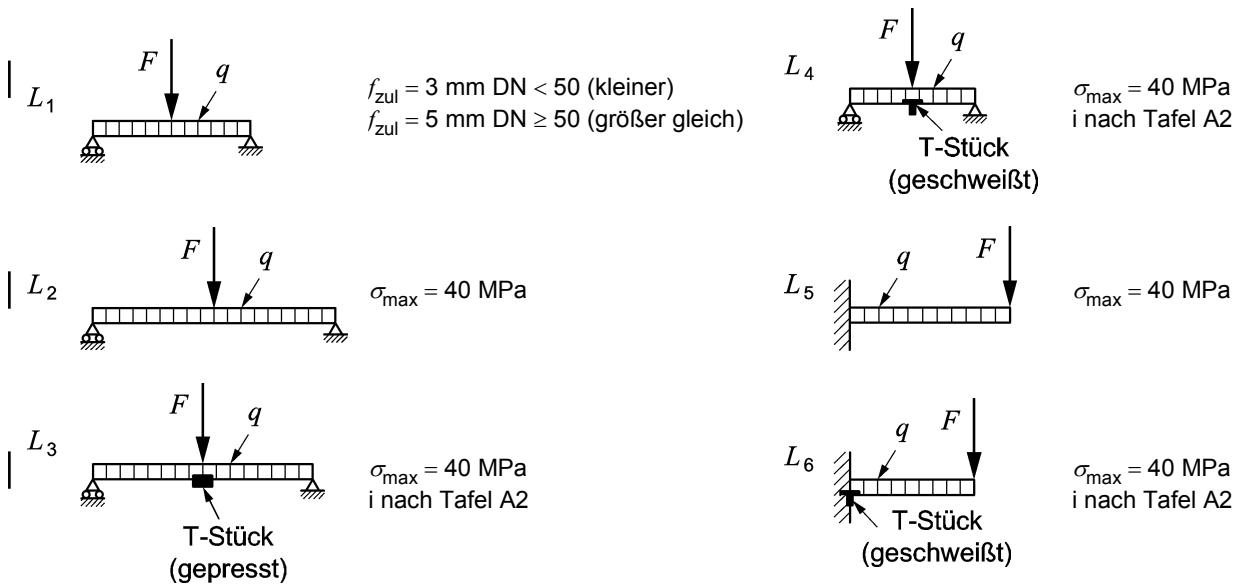 L1
F
q
fzul = 3 mm DN < 50 (kleiner)
fzul = 5 mm DN ≥ 50 (größer gleich)
L2
F
q
σmax = 40 MPa
L3
F
q
T-Stück
(gepresst)
σmax = 40 MPa
i nach Tafel A2
L4
F
q
T-Stück
(geschweißt)
σmax = 40 MPa
i nach Tafel A2
L5
q
F
σmax = 40 MPa
L6
q
F
T-Stück
(geschweißt)
σmax = 40 MPa
i nach Tafel A2